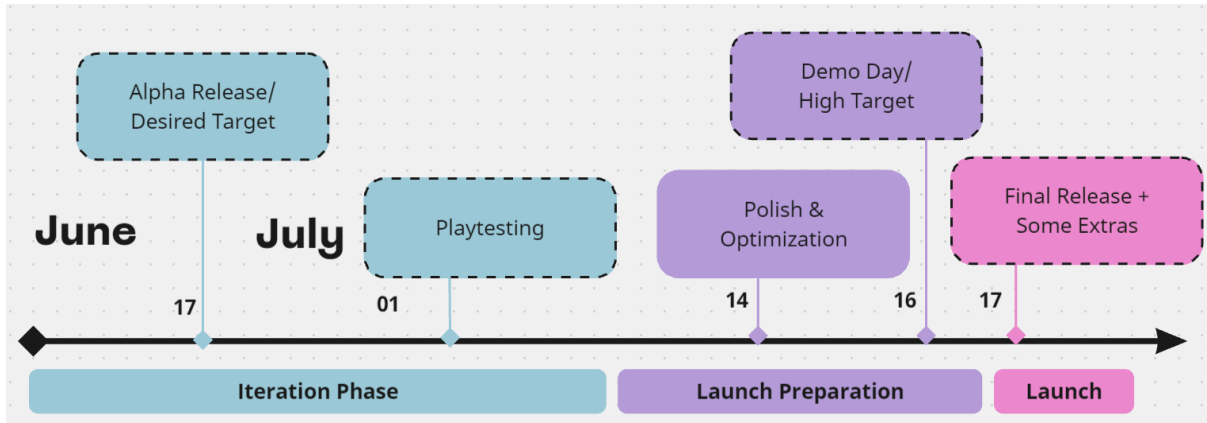 Alpha Release/
Desired Target
Demo Day/
High Target
June
July
Playtesting
Polish &
Optimization
Final Release +
Some Extras
17
01
14
16
17
Iteration Phase
Launch Preparation
Launch